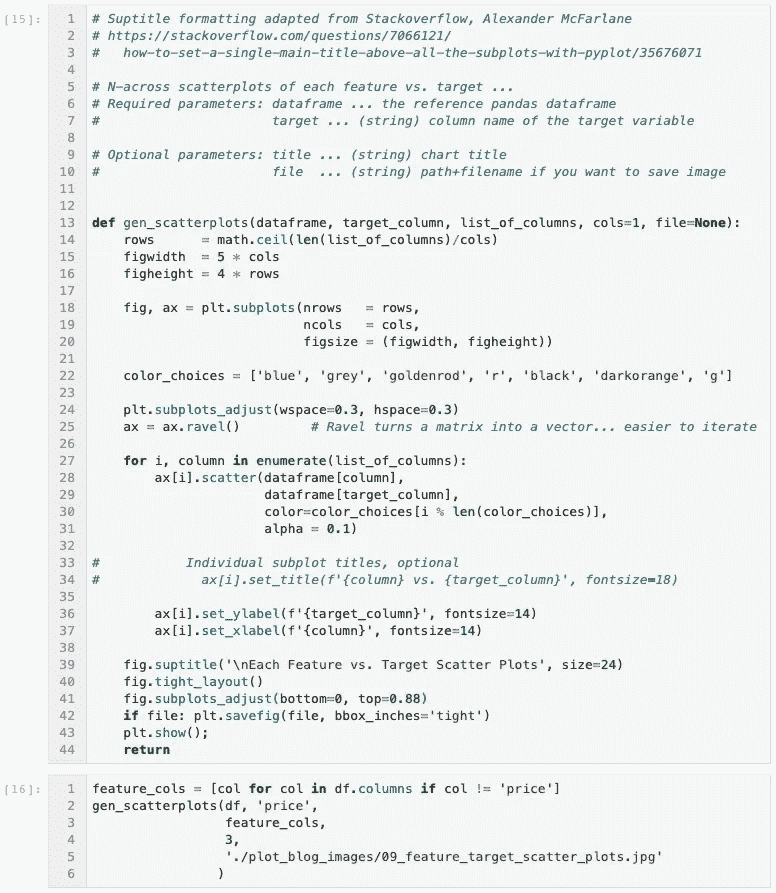 [15]:
1 # Suptitle formatting adapted from Stackoverflow, Alexander McFarlane
2 # https://stackoverflow.com/questions/7066121/
3 #   how-to-set-a-single-main-title-above-all-the-subplots-with-pyplot/35676071
4
5 # N-across scatterplots of each feature vs. target ...
6 # Required parameters: dataframe ... the reference pandas dataframe
7 #                      target ... (string) column name of the target variable
8
9 # Optional parameters: title ... (string) chart title
10 #                      file  ... (string) path+filename if you want to save image
11
12
13 def gen_scatterplots(dataframe, target_column, list_of_columns, cols=1, file=None):
14     rows      = math.ceil(len(list_of_columns)/cols)
15     figwidth  = 5 * cols
16     figheight = 4 * rows
17
18     fig, ax = plt.subplots(nrows   = rows,
19                            ncols   = cols,
20                            figsize = (figwidth, figheight))
21
22     color_choices = ['blue', 'grey', 'goldenrod', 'r', 'black', 'darkorange', 'g']
23
24     plt.subplots_adjust(wspace=0.3, hspace=0.3)
25     ax = ax.ravel()         # Ravel turns a matrix into a vector... easier to iterate
26
27     for i, column in enumerate(list_of_columns):
28         ax[i].scatter(dataframe[column],
29                       dataframe[target_column],
30                       color=color_choices[i % len(color_choices)],
31                       alpha = 0.1)
32
33 #           Individual subplot titles, optional
34 #             ax[i].set_title(f'{column} vs. {target_column}', fontsize=18)
35
36         ax[i].set_ylabel(f'{target_column}', fontsize=14)
37         ax[i].set_xlabel(f'{column}', fontsize=14)
38
39     fig.suptitle('\nEach Feature vs. Target Scatter Plots', size=24)
40     fig.tight_layout()
41     fig.subplots_adjust(bottom=0, top=0.88)
42     if file: plt.savefig(file, bbox_inches='tight')
43     plt.show();
44     return
[16]:
1 feature_cols = [col for col in df.columns if col != 'price']
2 gen_scatterplots(df, 'price',
3                  feature_cols,
4                  3,
5                  './plot_blog_images/09_feature_target_scatter_plots.jpg'
6                 )